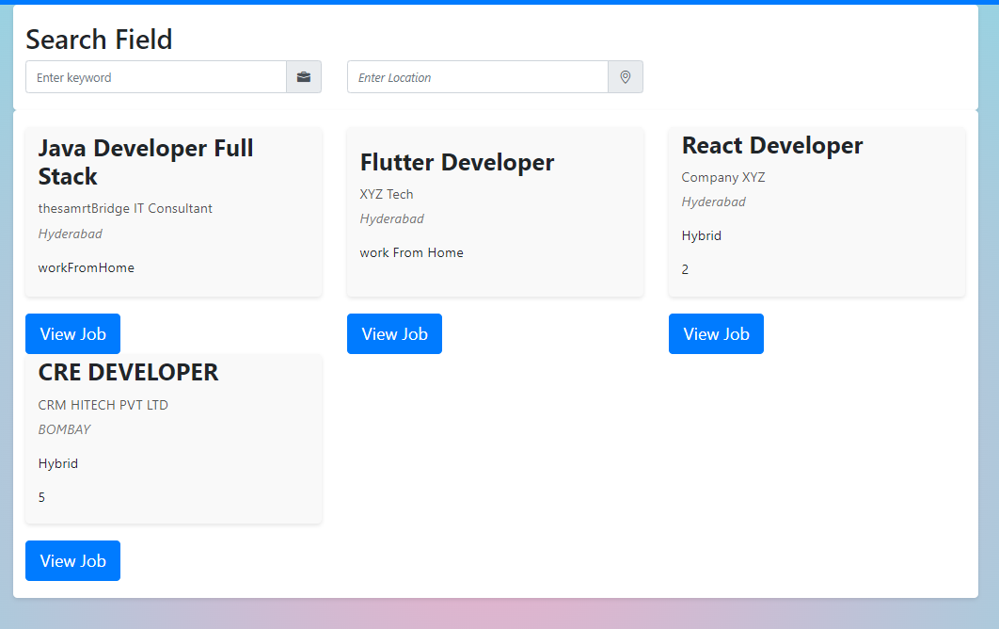 Search Field
Enter keyword
Enter Location
Java Developer Full
Stack
thesamrtBridge IT Consultant
Hyderabad
workFromHome
View Job
Flutter Developer
XYZ Tech
Hyderabad
work From Home
View Job
React Developer
Company XYZ
Hyderabad
Hybrid
2
View Job
CRE DEVELOPER
CRM HITECH PVT LTD
BOMBAY
Hybrid
5
View Job